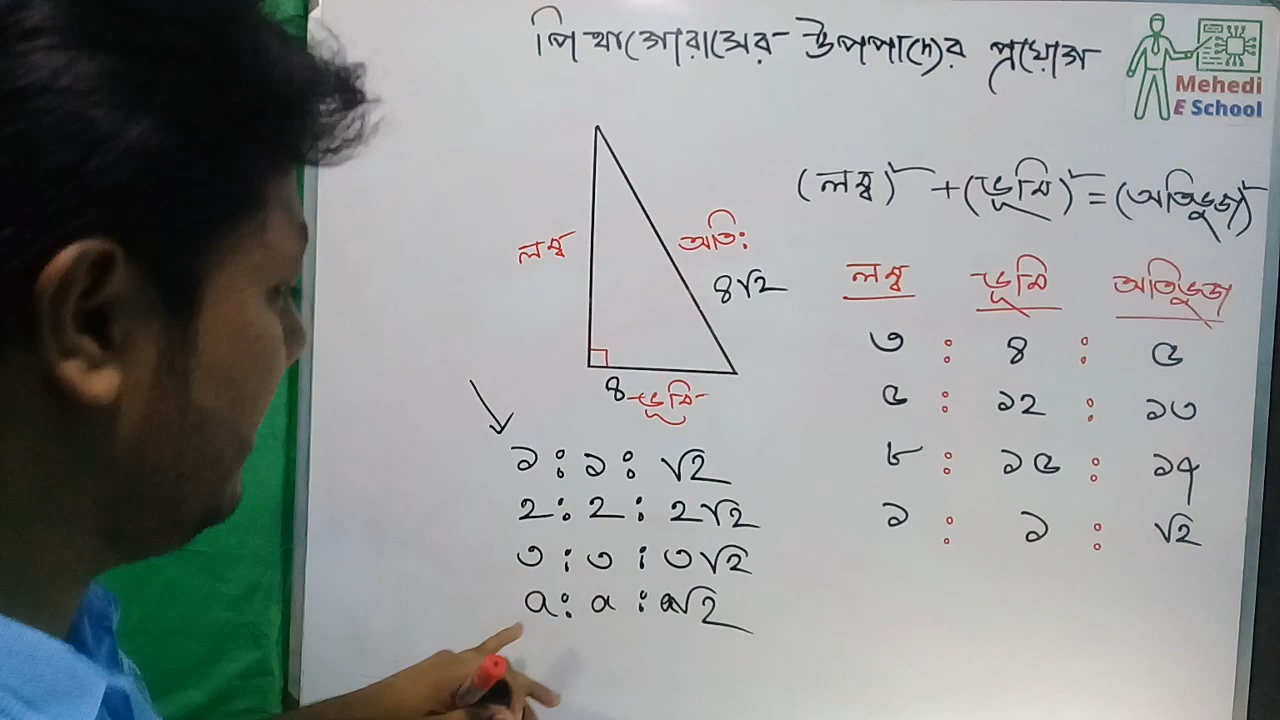 পিথাগোরাসের উপপাদ্যের প্রয়োগ
Mehedi
E School
(লম্ব)² + (ভূমি)² = (অতিভুজ)²
লম্ব
অতিঃ
৪√২
৪
ভূমি
লম্ব ভূমি অতিভুজ
৩ : ৪ : ৫
৫ : ১২ : ১৩
৮ : ১৫ : ১৭
১ : ১ : √২
১ : ১ : √২
২ : ২ : ২√২
৩ : ৩ : ৩√২
a : a : a√২